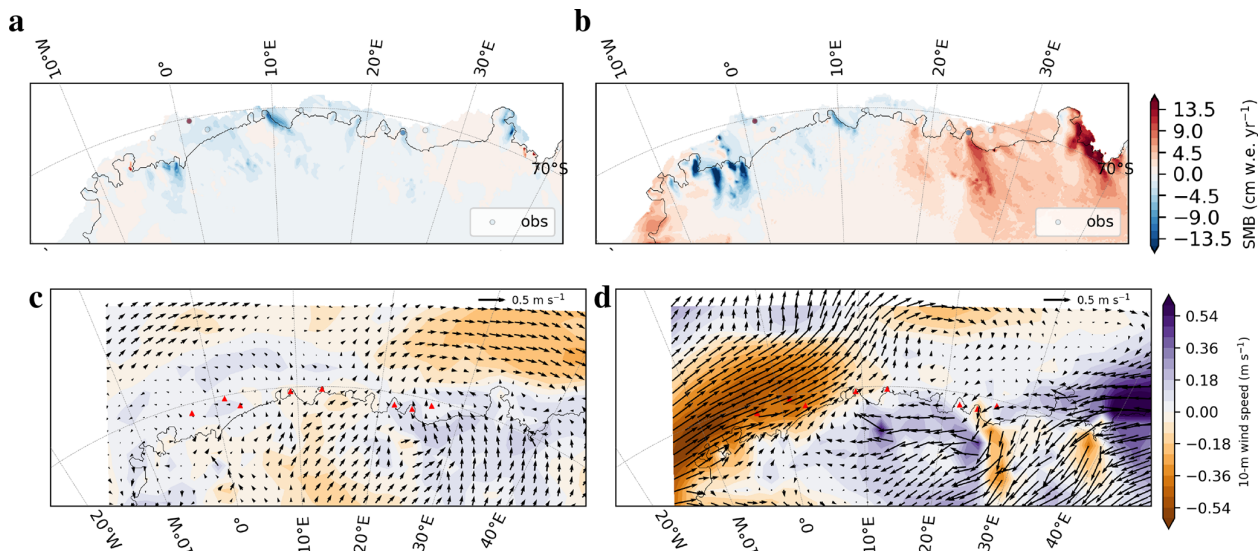 a
b
10°W
0°
10°E
20°E
30°E
10°W
0°
10°E
20°E
30°E
70°S
obs
70°S
obs
13.5
9.0
4.5
0.0
−4.5
−9.0
−13.5
SMB (cm w.e. yr⁻¹)
c
0.5 m s⁻¹
d
0.5 m s⁻¹
0.54
0.36
0.18
0.00
−0.18
−0.36
−0.54
10-m wind speed (m s⁻¹)
20°W
10°W
0°
10°E
20°E
30°E
40°E
20°W
10°W
0°
10°E
20°E
30°E
40°E